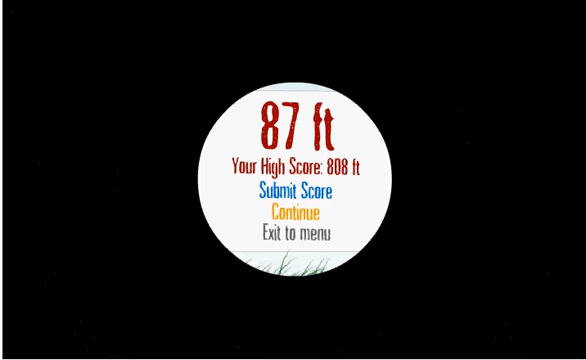 87 ft
Your High Score: 808 ft
Submit Score
Continue
Exit to menu